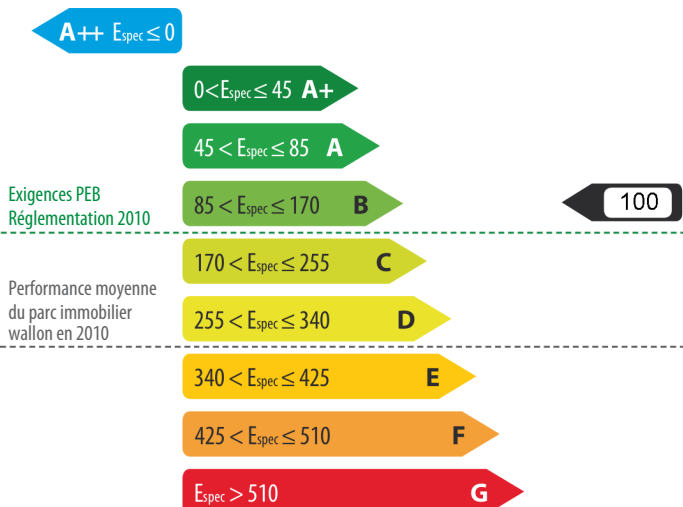 A++ Espec ≤ 0
0 < Espec ≤ 45 A+
45 < Espec ≤ 85 A
Exigences PEB
Réglementation 2010
85 < Espec ≤ 170 B
100
170 < Espec ≤ 255 C
Performance moyenne
du parc immobilier
wallon en 2010
255 < Espec ≤ 340 D
340 < Espec ≤ 425 E
425 < Espec ≤ 510 F
Espec > 510 G